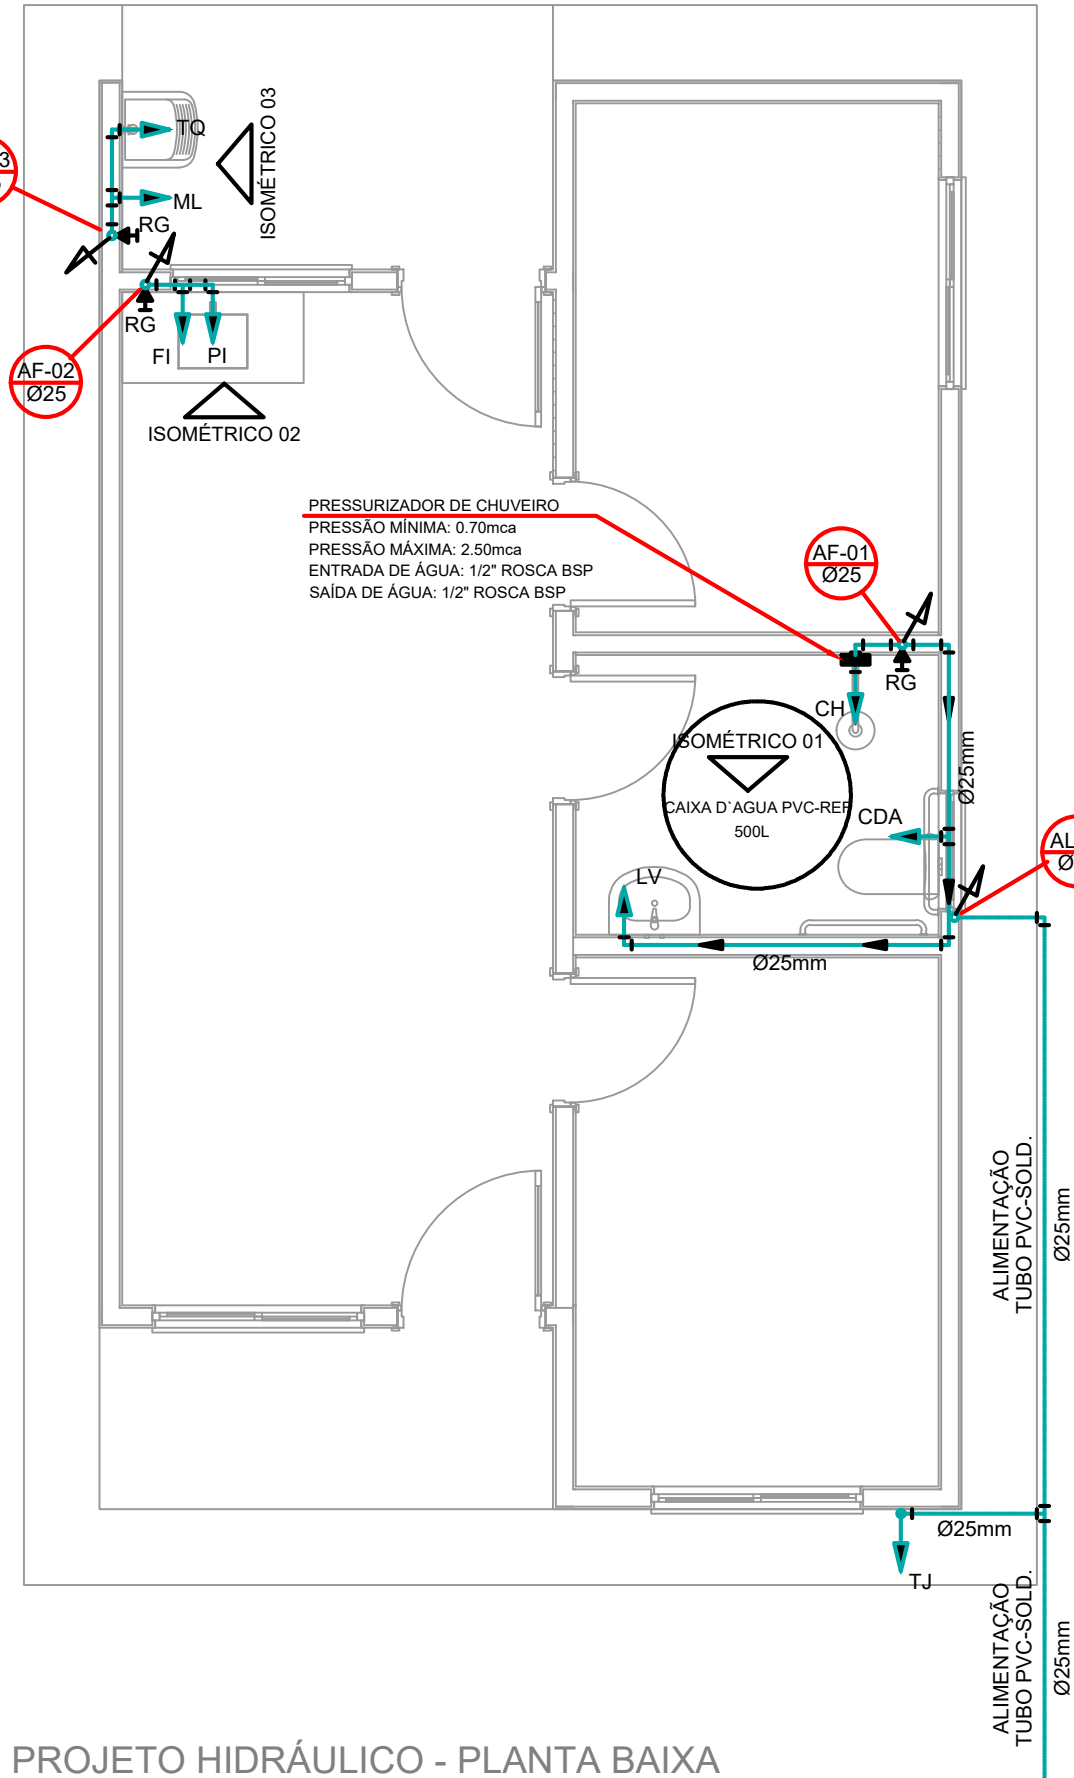 TQ
ISOMÉTRICO 03
3
ML
RG
RG
FI
PI
AF-02
Ø25
ISOMÉTRICO 02
PRESSURIZADOR DE CHUVEIRO
PRESSÃO MÍNIMA: 0.70mca
PRESSÃO MÁXIMA: 2.50mca
ENTRADA DE ÁGUA: 1/2" ROSCA BSP
SAÍDA DE ÁGUA: 1/2" ROSCA BSP
AF-01
Ø25
RG
CH
ISOMÉTRICO 01
CAIXA D`AGUA PVC-REF
500L
Ø25mm
CDA
AL
Ø
LV
Ø25mm
ALIMENTAÇÃO
TUBO PVC-SOLD.
Ø25mm
Ø25mm
TJ
ALIMENTAÇÃO
TUBO PVC-SOLD.
Ø25mm
PROJETO HIDRÁULICO - PLANTA BAIXA